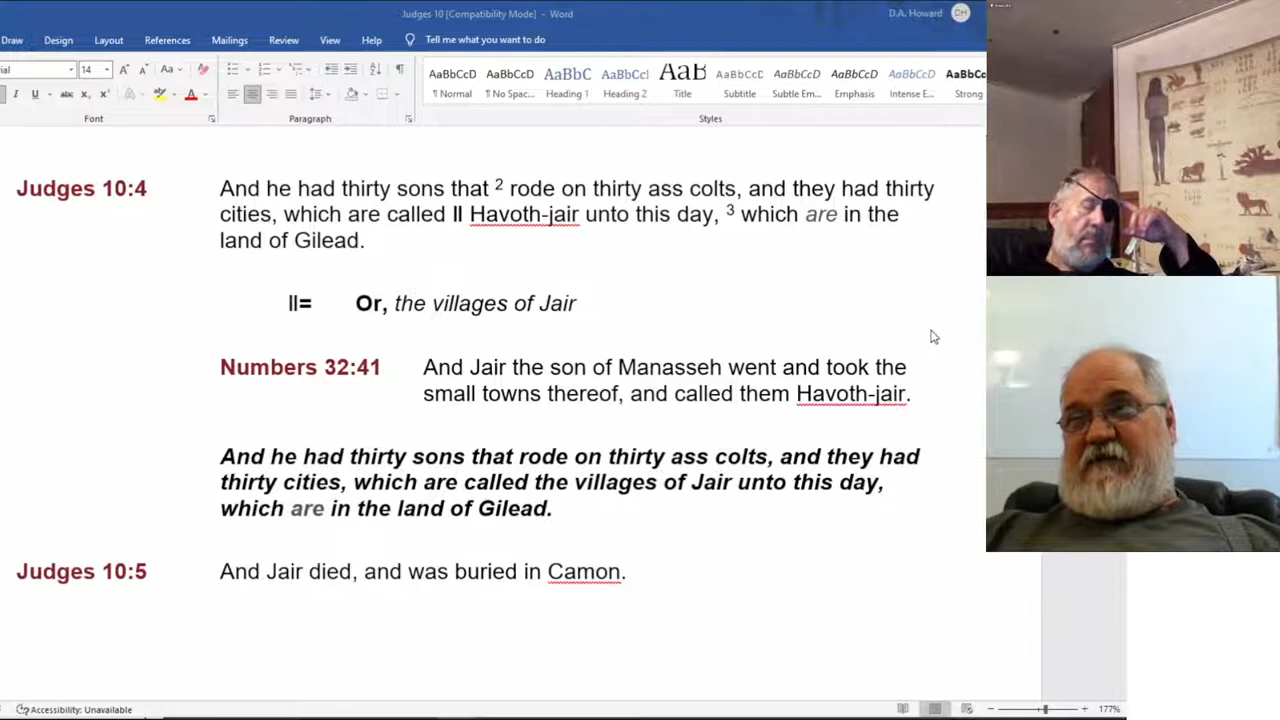 Judges 10 [Compatibility Mode] - Word
D.A. Howard DH
Draw Design Layout References Mailings Review View Help Tell me what you want to do
14 Aa
AaBbCcD AaBbCcD AaBbC AaBbCcI AaB AaBbCcD AaBbCcD AaBbCcD AaBbCcD AaBbCc
¶ Normal ¶ No Spac... Heading 1 Heading 2 Title Subtitle Subtle Em... Emphasis Intense E... Strong
Font Paragraph Styles
Judges 10:4 And he had thirty sons that 2 rode on thirty ass colts, and they had thirty
cities, which are called ll Havoth-jair unto this day, 3 which are in the
land of Gilead.
ll= Or, the villages of Jair
Numbers 32:41 And Jair the son of Manasseh went and took the
small towns thereof, and called them Havoth-jair.
And he had thirty sons that rode on thirty ass colts, and they had
thirty cities, which are called the villages of Jair unto this day,
which are in the land of Gilead.
Judges 10:5 And Jair died, and was buried in Camon.
Accessibility: Unavailable 177%